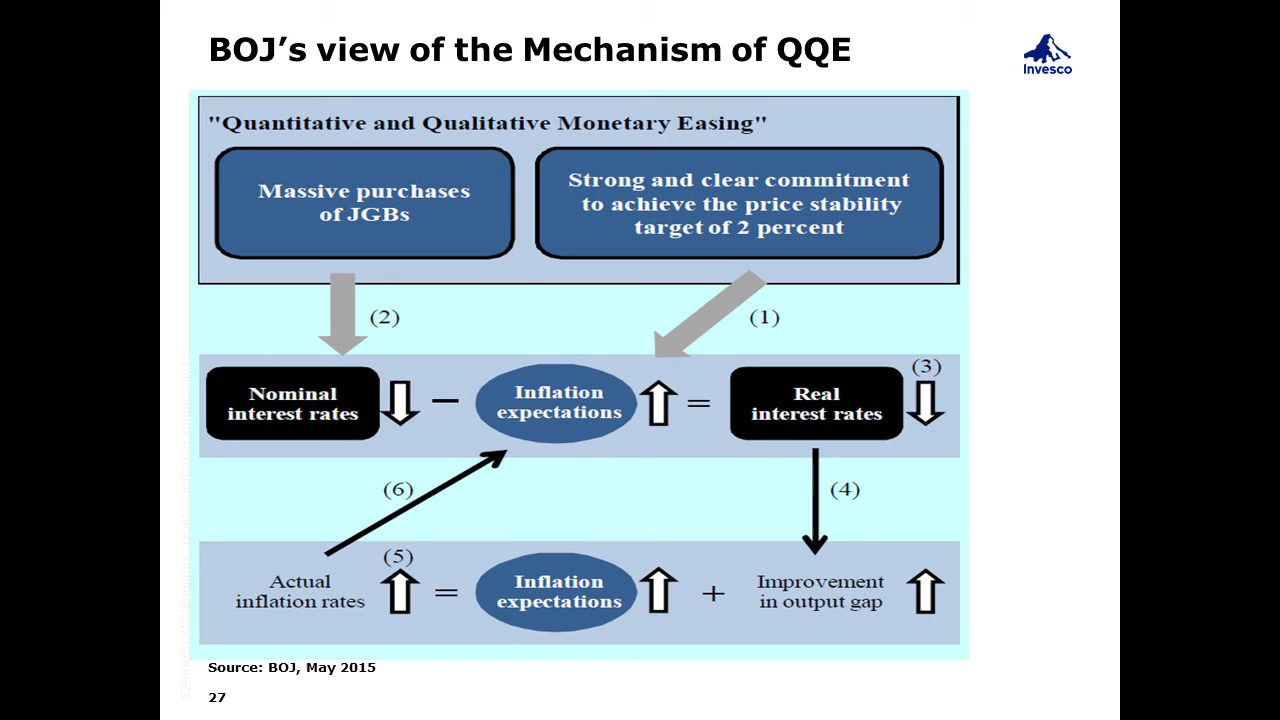 BOJ’s view of the Mechanism of QQE
Invesco
"Quantitative and Qualitative Monetary Easing"
Massive purchases
of JGBs
Strong and clear commitment
to achieve the price stability
target of 2 percent
(2)
(1)
(3)
Nominal
interest rates
–
Inflation
expectations
=
Real
interest rates
(6)
(4)
(5)
Actual
inflation rates
=
Inflation
expectations
+
Improvement
in output gap
Source: BOJ, May 2015
27